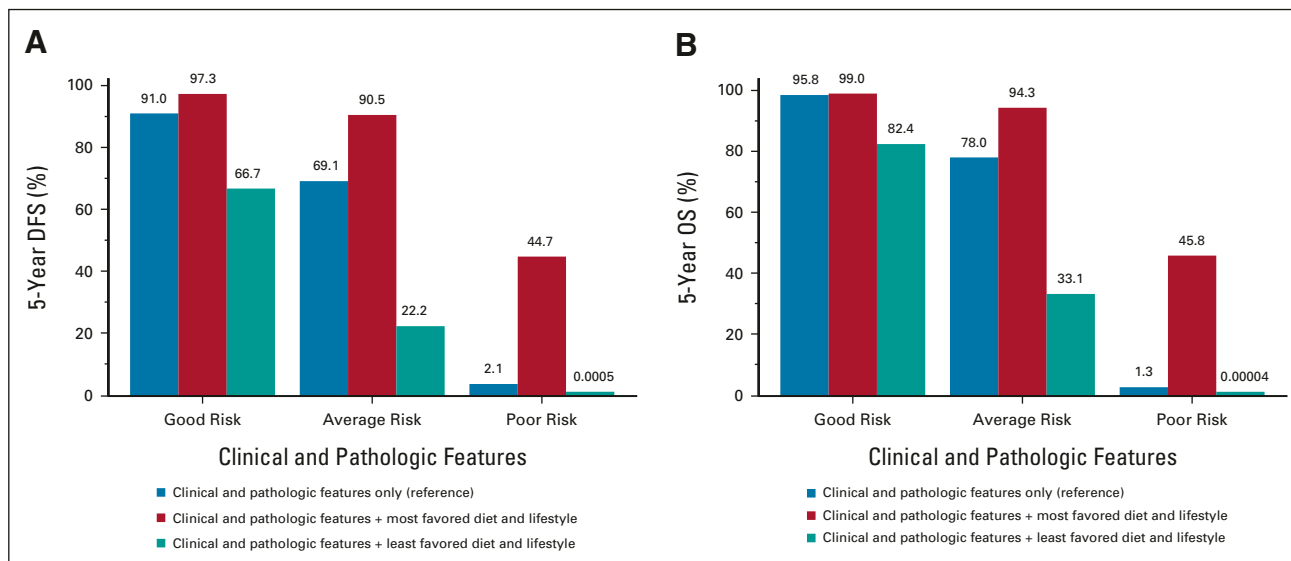 A
5-Year DFS (%)
100
80
60
40
20
0
91.0
97.3
66.7
69.1
90.5
22.2
2.1
44.7
0.0005
Good Risk
Average Risk
Poor Risk
Clinical and Pathologic Features
Clinical and pathologic features only (reference)
Clinical and pathologic features + most favored diet and lifestyle
Clinical and pathologic features + least favored diet and lifestyle
B
5-Year OS (%)
100
80
60
40
20
0
95.8
99.0
82.4
78.0
94.3
33.1
1.3
45.8
0.00004
Good Risk
Average Risk
Poor Risk
Clinical and Pathologic Features
Clinical and pathologic features only (reference)
Clinical and pathologic features + most favored diet and lifestyle
Clinical and pathologic features + least favored diet and lifestyle